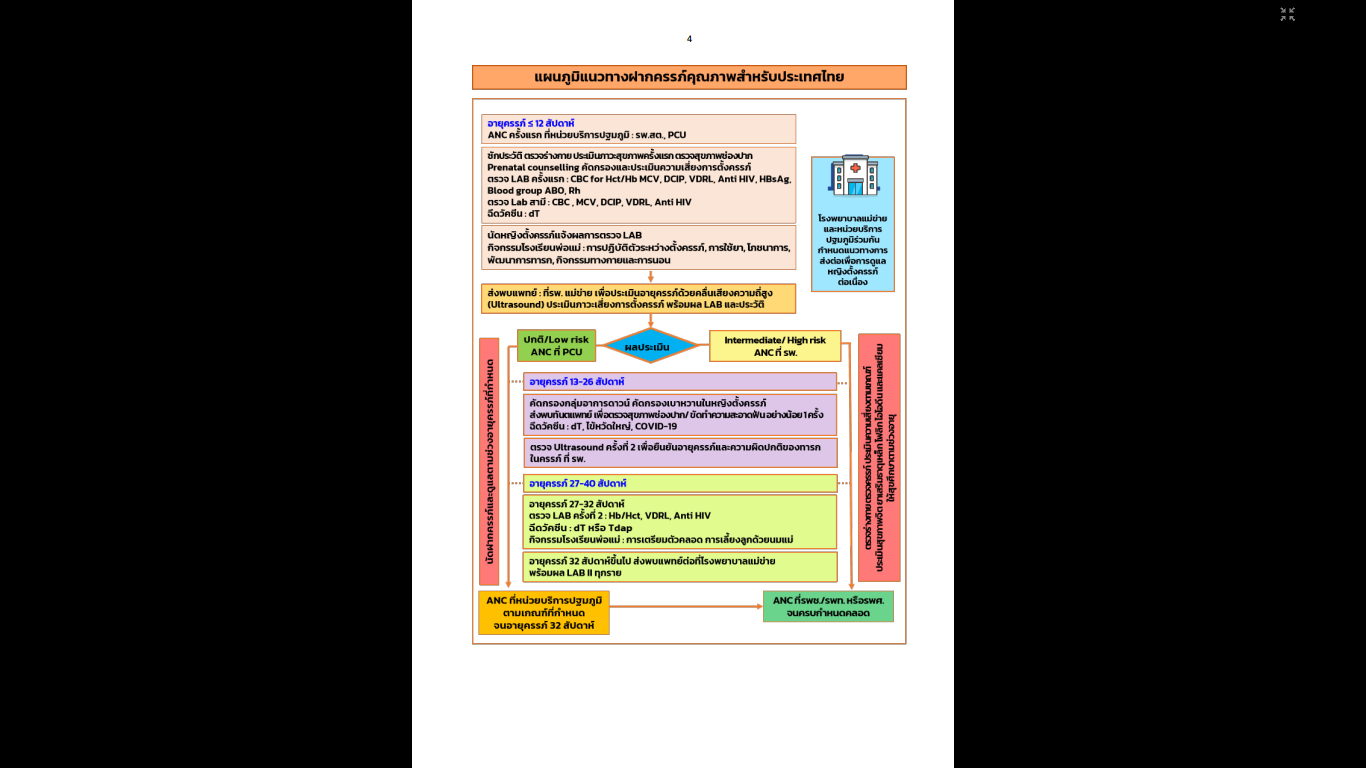 4
แผนภูมิแนวทางฝากครรภ์คุณภาพสำหรับประเทศไทย
อายุครรภ์ ≤ 12 สัปดาห์
ANC ครั้งแรก ที่หน่วยบริการปฐมภูมิ : รพ.สต., PCU
ซักประวัติ ตรวจร่างกาย ประเมินภาวะสุขภาพครั้งแรก ตรวจสุขภาพช่องปาก
Prenatal counselling คัดกรองและประเมินความเสี่ยงการตั้งครรภ์
ตรวจ LAB ครั้งแรก : CBC for Hct/Hb MCV, DCIP, VDRL, Anti HIV, HBsAg,
Blood group ABO, Rh
ตรวจ Lab สามี : CBC , MCV, DCIP, VDRL, Anti HIV
ฉีดวัคซีน : dT
นัดหญิงตั้งครรภ์แจ้งผลการตรวจ LAB
กิจกรรมโรงเรียนพ่อแม่ : การปฏิบัติตัวระหว่างตั้งครรภ์, การใช้ยา, โภชนาการ,
พัฒนาการทารก, กิจกรรมทางกายและการนอน
โรงพยาบาลแม่ข่าย
และหน่วยบริการ
ปฐมภูมิร่วมกัน
กำหนดแนวทางการ
ส่งต่อเพื่อการดูแล
หญิงตั้งครรภ์
ต่อเนื่อง
ส่งพบแพทย์ : ที่รพ. แม่ข่าย เพื่อประเมินอายุครรภ์ด้วยคลื่นเสียงความถี่สูง
(Ultrasound) ประเมินภาวะเสี่ยงการตั้งครรภ์ พร้อมผล LAB และประวัติ
ปกติ/Low risk
ANC ที่ PCU
ผลประเมิน
Intermediate/ High risk
ANC ที่ รพ.
นัดฝากครรภ์และดูแลตามช่วงอายุครรภ์ที่กำหนด
อายุครรภ์ 13-26 สัปดาห์
คัดกรองกลุ่มอาการดาวน์ คัดกรองเบาหวานในหญิงตั้งครรภ์
ส่งพบทันตแพทย์ เพื่อตรวจสุขภาพช่องปาก/ ขัดทำความสะอาดฟัน อย่างน้อย 1 ครั้ง
ฉีดวัคซีน : dT, ไข้หวัดใหญ่, COVID-19
ตรวจ Ultrasound ครั้งที่ 2 เพื่อยืนยันอายุครรภ์และความผิดปกติของทารก
ในครรภ์ ที่ รพ.
อายุครรภ์ 27-40 สัปดาห์
อายุครรภ์ 27-32 สัปดาห์
ตรวจ LAB ครั้งที่ 2 : Hb/Hct, VDRL, Anti HIV
ฉีดวัคซีน : dT หรือ Tdap
กิจกรรมโรงเรียนพ่อแม่ : การเตรียมตัวคลอด การเลี้ยงลูกด้วยนมแม่
อายุครรภ์ 32 สัปดาห์ขึ้นไป ส่งพบแพทย์ต่อที่โรงพยาบาลแม่ข่าย
พร้อมผล LAB II ทุกราย
ANC ที่หน่วยบริการปฐมภูมิ
ตามเกณฑ์ที่กำหนด
จนอายุครรภ์ 32 สัปดาห์
ANC ที่รพช./รพท. หรือรพศ.
จนครบกำหนดคลอด